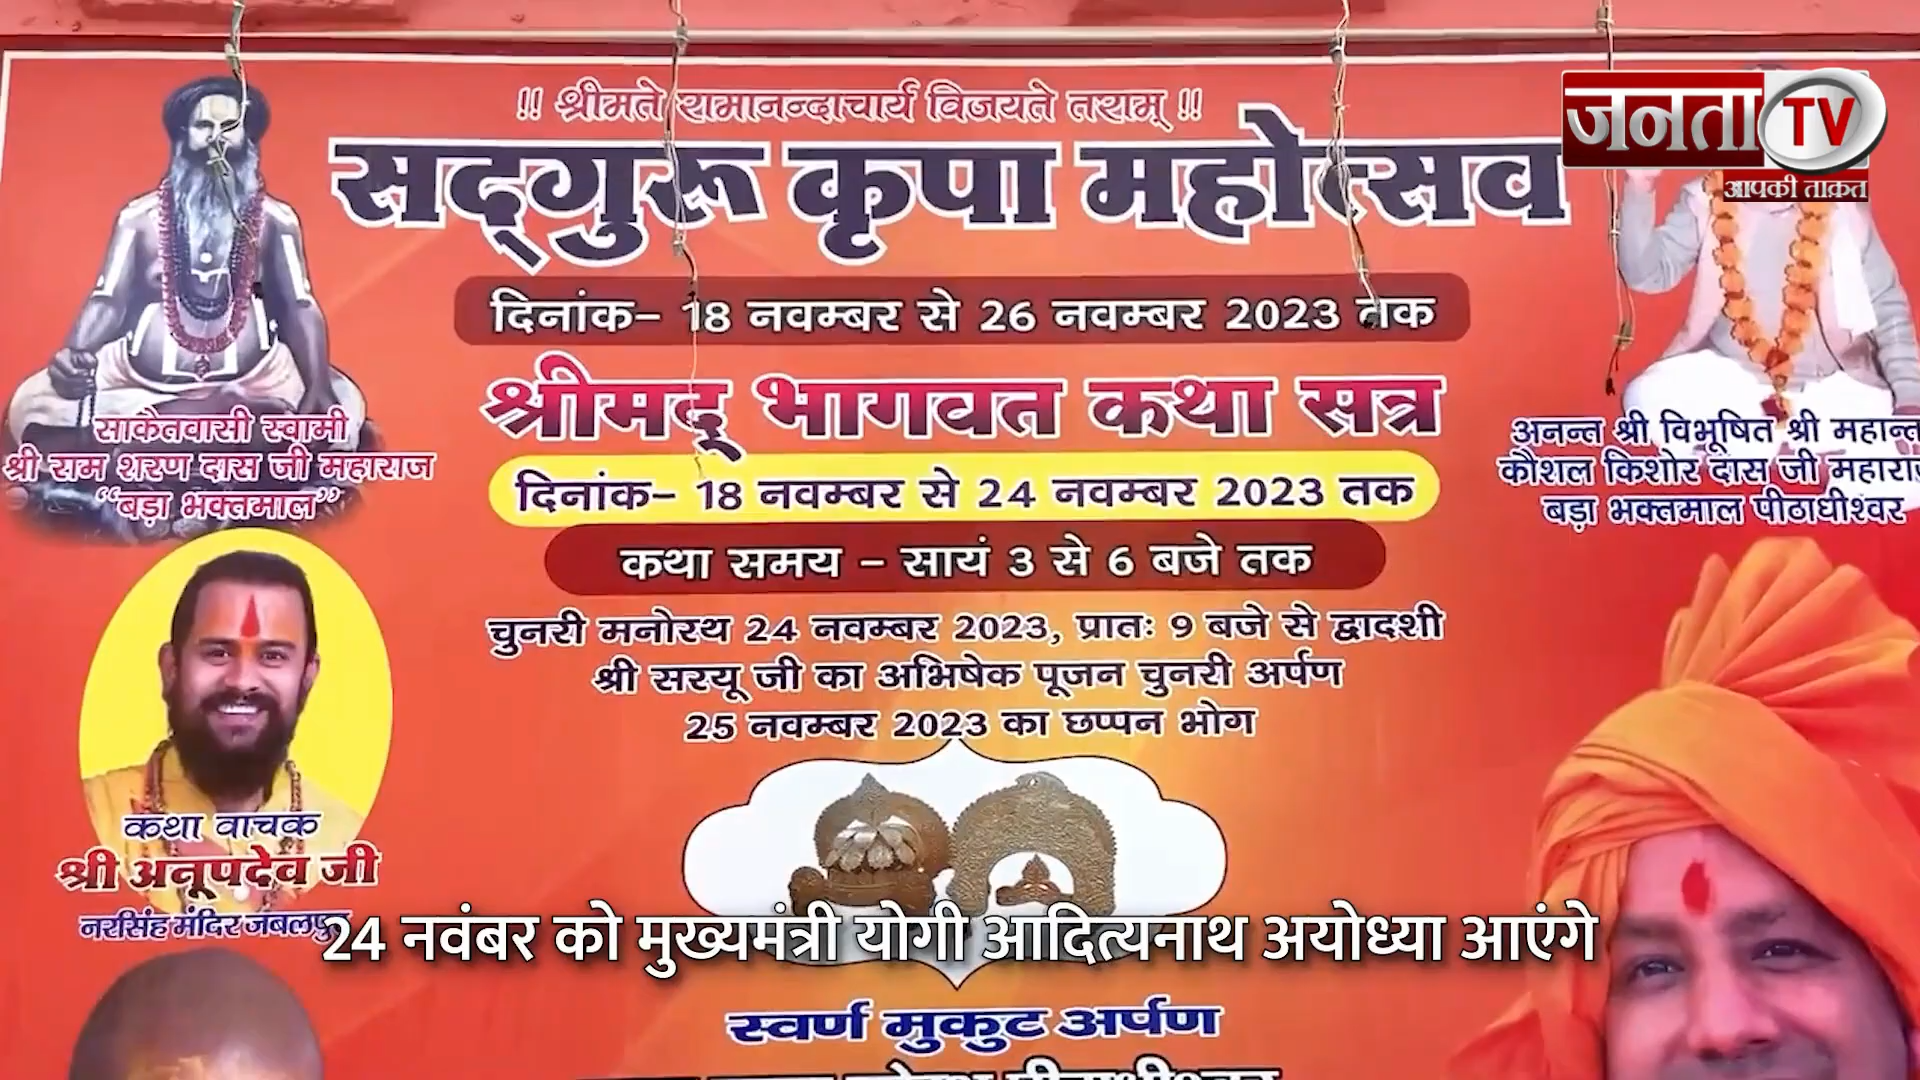 !! श्रीमते रामानन्दाचार्य विजयते तराम् !!
जनता TV
आपकी ताक़त
सद्गुरू कृपा महोत्सव
दिनांक– 18 नवम्बर से 26 नवम्बर 2023 तक
श्रीमद् भागवत कथा सत्र
साकेतवासी स्वामी
श्री राम शरण दास जी महाराज
“बड़ा भक्तमाल”
अनन्त श्री विभूषित श्री महान्त
कौशल किशोर दास जी महाराज
बड़ा भक्तमाल पीठाधीश्वर
दिनांक– 18 नवम्बर से 24 नवम्बर 2023 तक
कथा समय – सायं 3 से 6 बजे तक
चुनरी मनोरथ 24 नवम्बर 2023, प्रातः 9 बजे से द्वादशी
श्री सरयू जी का अभिषेक पूजन चुनरी अर्पण
25 नवम्बर 2023 का छप्पन भोग
कथा वाचक
श्री अनूपदेव जी
नरसिंह मंदिर जबलपुर
24 नवंबर को मुख्यमंत्री योगी आदित्यनाथ अयोध्या आएंगे
स्वर्ण मुकुट अर्पण